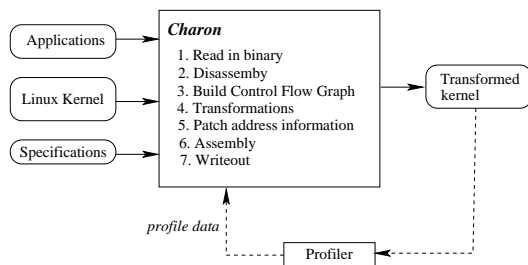 Applications
Linux Kernel
Specifications
Charon
1. Read in binary
2. Disassemby
3. Build Control Flow Graph
4. Transformations
5. Patch address information
6. Assembly
7. Writeout
Transformed
kernel
profile data
Profiler